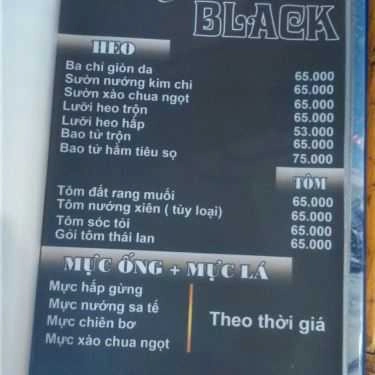 BLACK
HEO
Ba chỉ giòn da 65.000
Sườn nướng kim chi 65.000
Sườn xào chua ngọt 65.000
Lưỡi heo trộn 65.000
Lưỡi heo hấp 53.000
Bao tử trộn 65.000
Bao tử hầm tiêu sọ 75.000
TÔM
Tôm đất rang muối 65.000
Tôm nướng xiên ( tùy loại) 65.000
Tôm sóc tỏi 65.000
Gỏi tôm thái lan 65.000
MỰC ỐNG + MỰC LÁ
Mực hấp gừng
Mực nướng sa tế
Mực chiên bơ
Mực xào chua ngọt
Theo thời giá